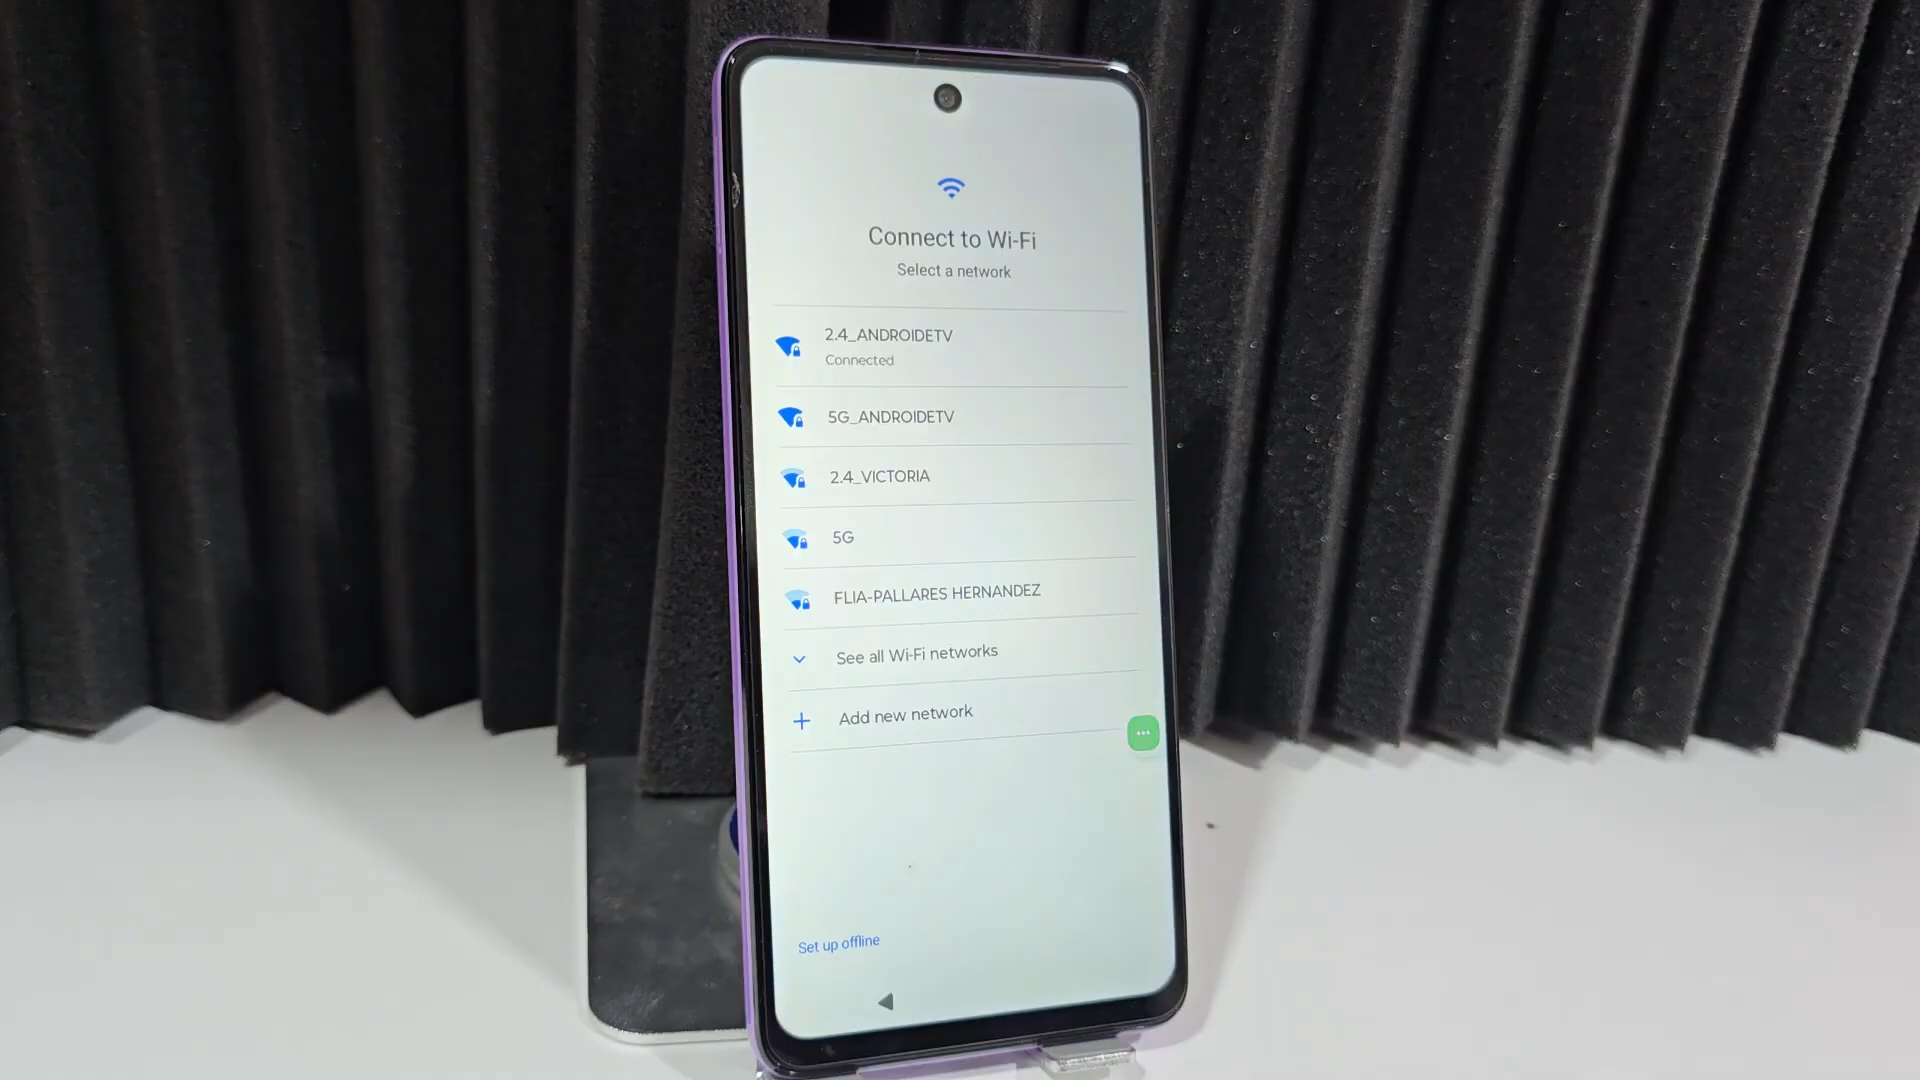 Connect to Wi-Fi
Select a network
2.4_ANDROIDETV
Connected
5G_ANDROIDETV
2.4_VICTORIA
5G
FLIA-PALLARES HERNANDEZ
See all Wi-Fi networks
Add new network
Set up offline